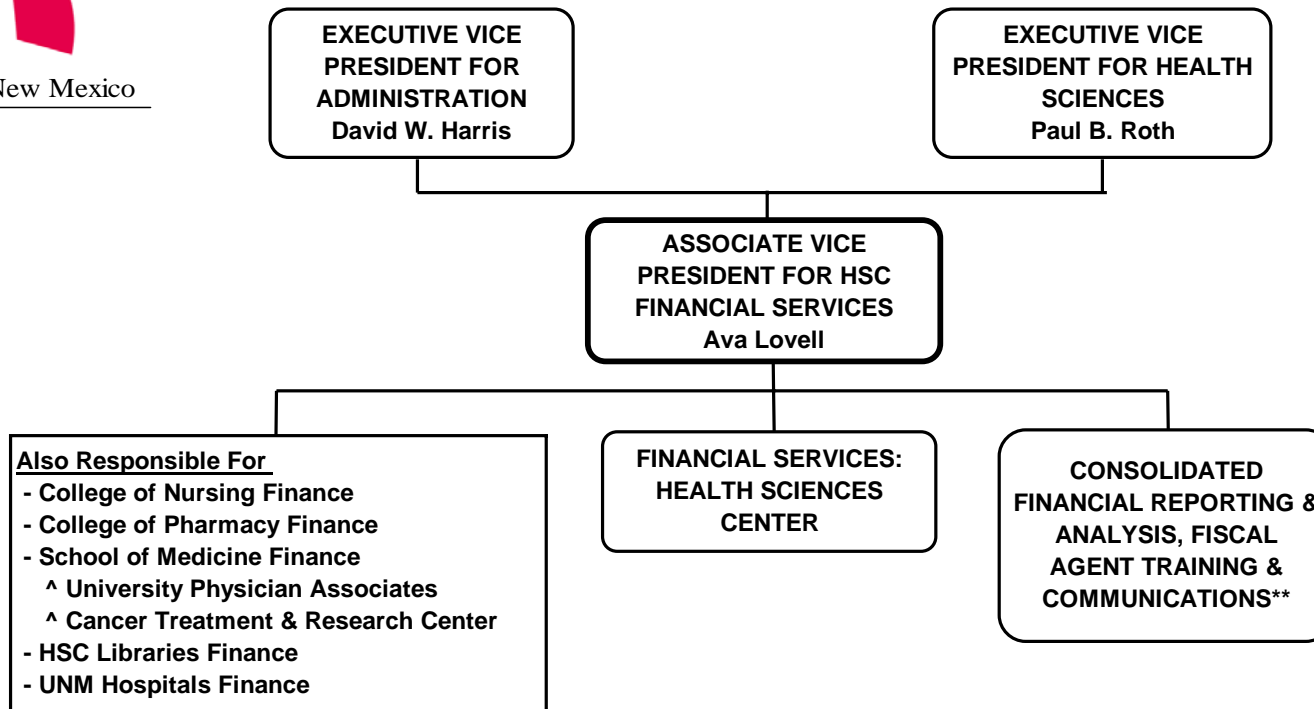 New Mexico
EXECUTIVE VICE
PRESIDENT FOR
ADMINISTRATION
David W. Harris
EXECUTIVE VICE
PRESIDENT FOR HEALTH
SCIENCES
Paul B. Roth
ASSOCIATE VICE
PRESIDENT FOR HSC
FINANCIAL SERVICES
Ava Lovell
Also Responsible For
- College of Nursing Finance
- College of Pharmacy Finance
- School of Medicine Finance
^ University Physician Associates
^ Cancer Treatment & Research Center
- HSC Libraries Finance
- UNM Hospitals Finance
FINANCIAL SERVICES:
HEALTH SCIENCES
CENTER
CONSOLIDATED
FINANCIAL REPORTING &
ANALYSIS, FISCAL
AGENT TRAINING &
COMMUNICATIONS**